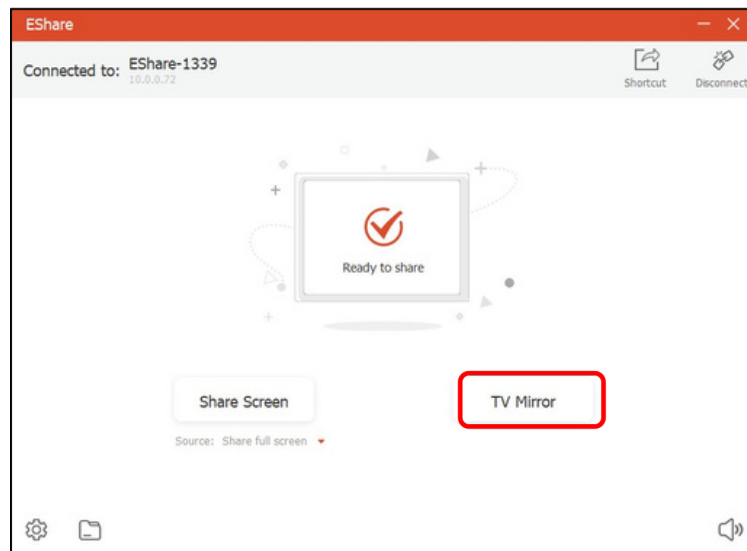 EShare
Connected to: EShare-1339
10.0.0.72
Shortcut
Disconnect
Ready to share
Share Screen
TV Mirror
Source: Share full screen